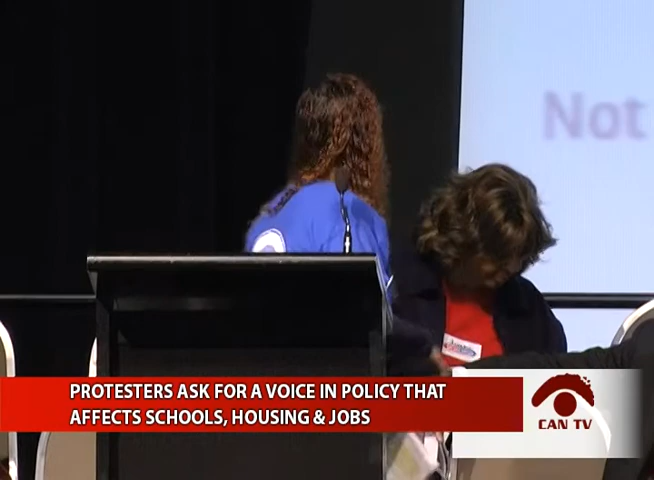 Not
PROTESTERS ASK FOR A VOICE IN POLICY THAT
AFFECTS SCHOOLS, HOUSING & JOBS
CAN TV